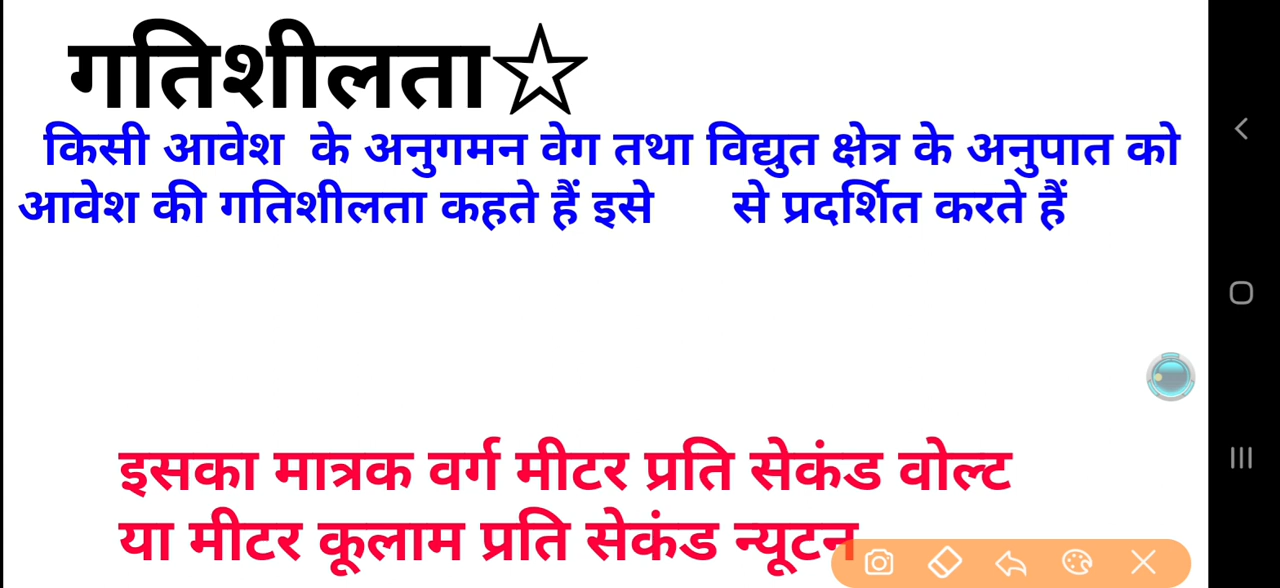 गतिशीलता☆
किसी आवेश के अनुगमन वेग तथा विद्युत क्षेत्र के अनुपात को
आवेश की गतिशीलता कहते हैं इसे से प्रदर्शित करते हैं
इसका मात्रक वर्ग मीटर प्रति सेकंड वोल्ट
या मीटर कूलाम प्रति सेकंड न्यूटन